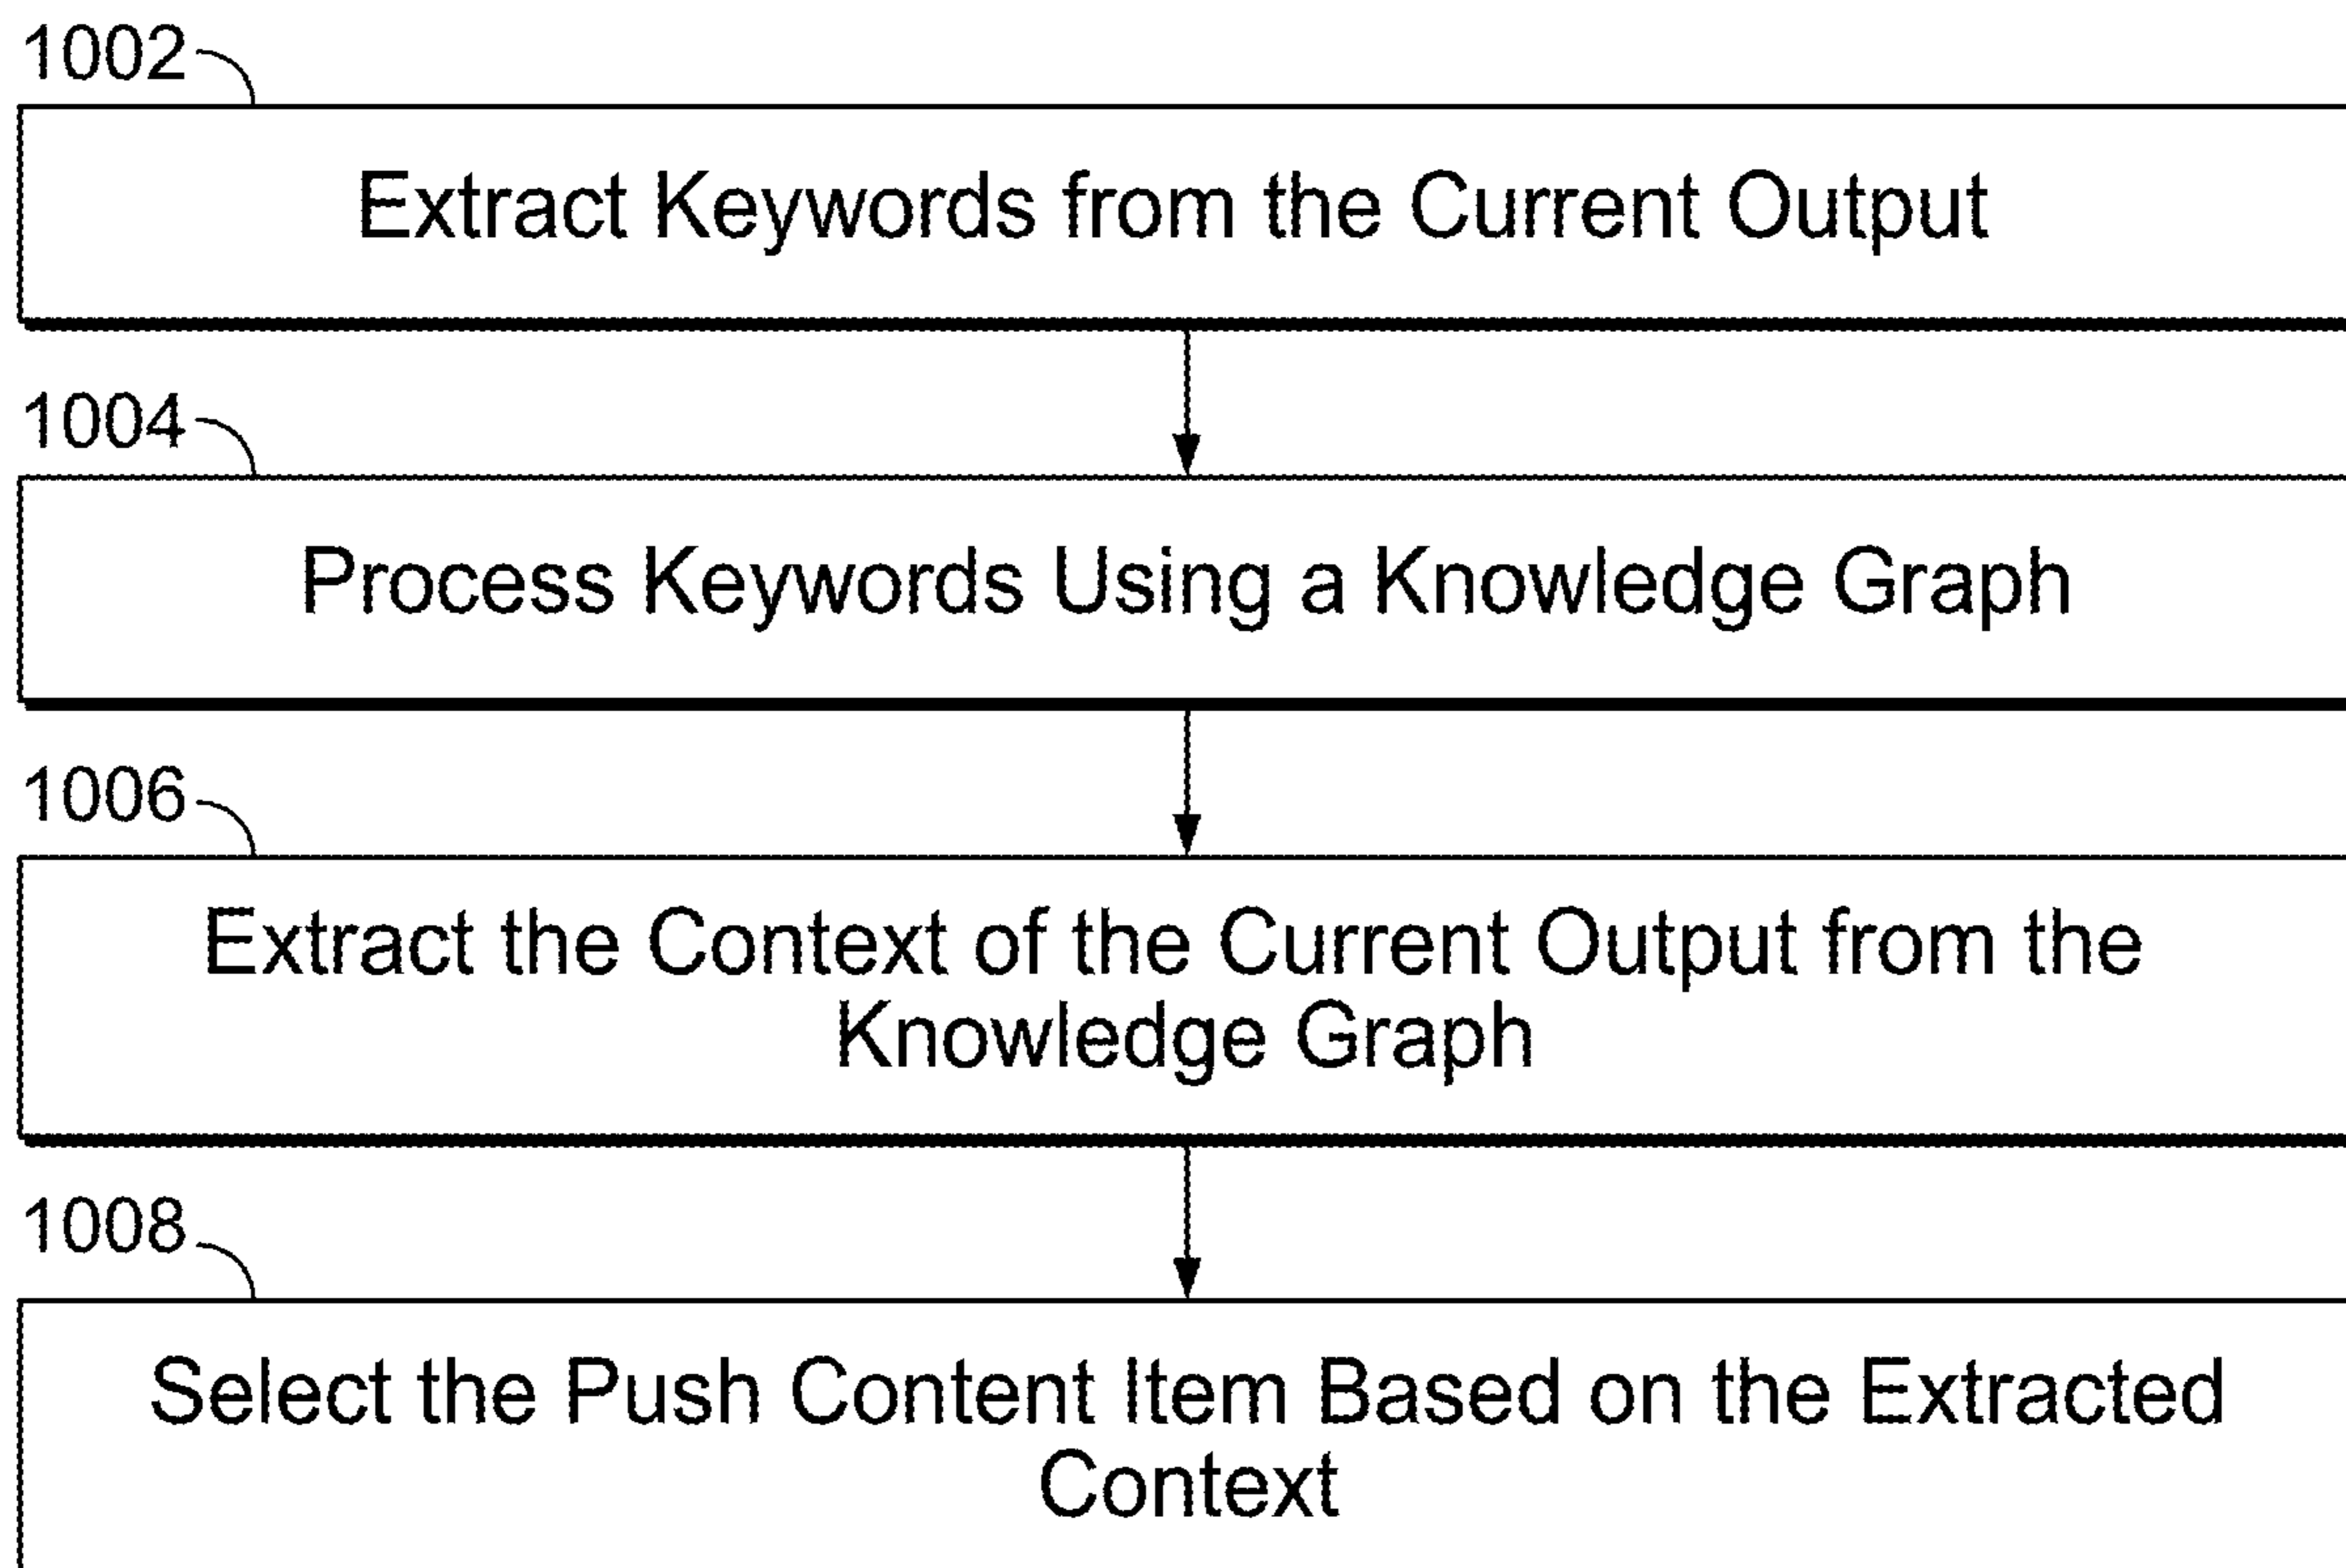 1002
Extract Keywords from the Current Output
1004
Process Keywords Using a Knowledge Graph
1006
Extract the Context of the Current Output from the
Knowledge Graph
1008
Select the Push Content Item Based on the Extracted
Context